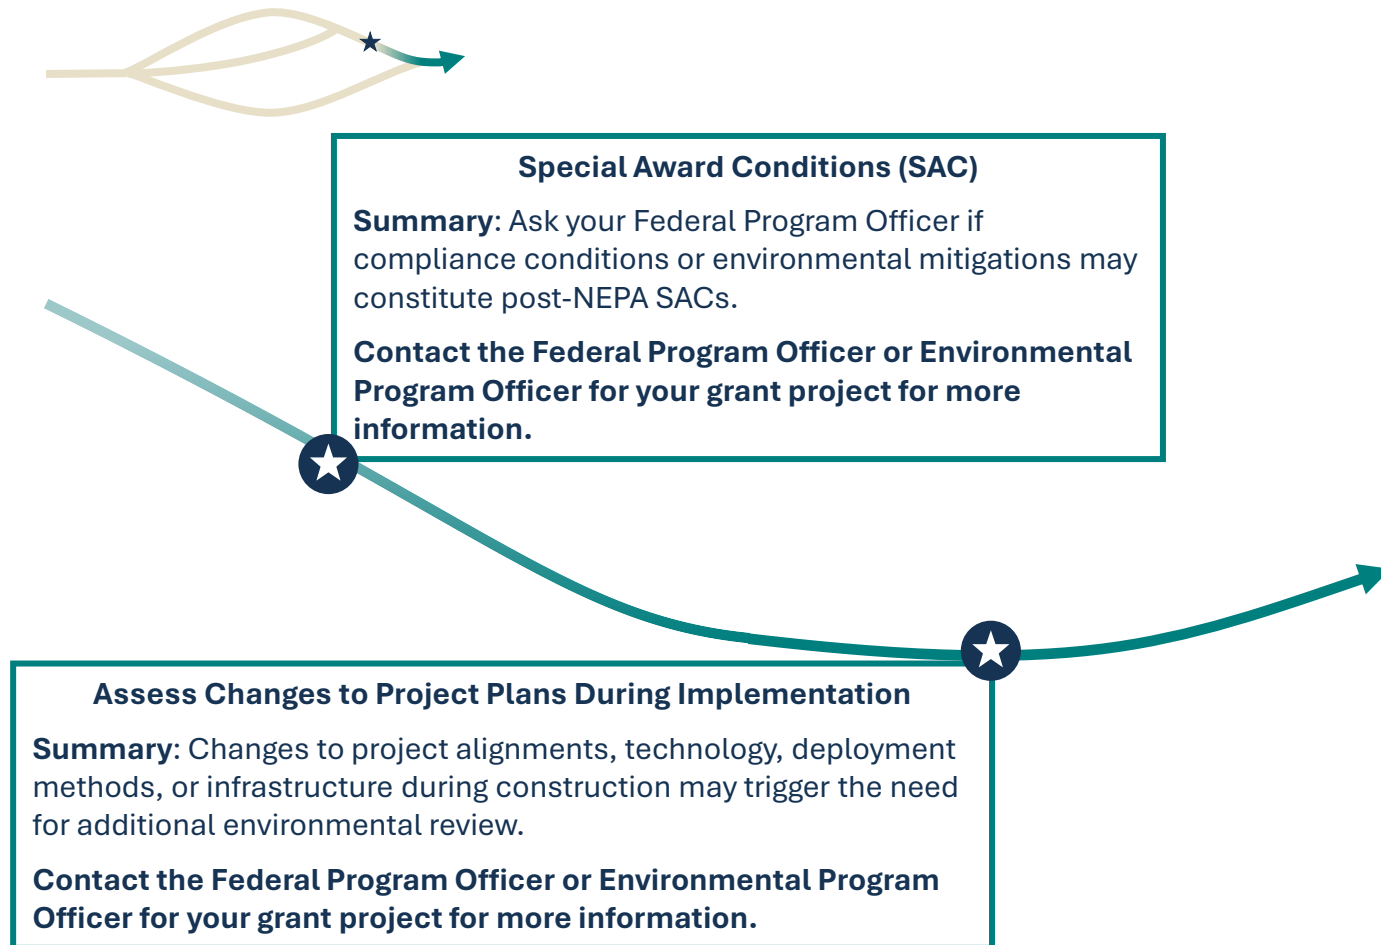 Special Award Conditions (SAC)
Summary: Ask your Federal Program Officer if
compliance conditions or environmental mitigations may
constitute post-NEPA SACs.
Contact the Federal Program Officer or Environmental
Program Officer for your grant project for more
information.
Assess Changes to Project Plans During Implementation
Summary: Changes to project alignments, technology, deployment
methods, or infrastructure during construction may trigger the need
for additional environmental review.
Contact the Federal Program Officer or Environmental Program
Officer for your grant project for more information.